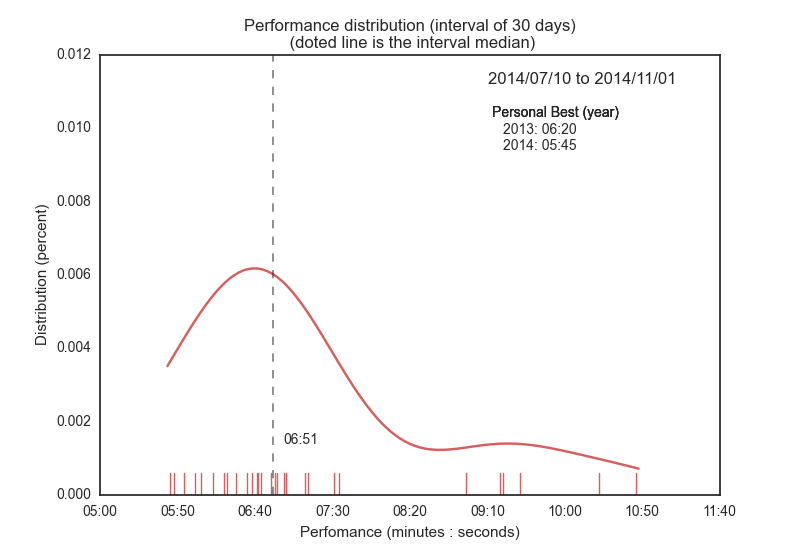 Performance distribution (interval of 30 days)
(doted line is the interval median)
0.012
2014/07/10 to 2014/11/01
Personal Best (year)
2013: 06:20
2014: 05:45
0.010
0.008
0.006
0.004
0.002
0.000
Distribution (percent)
06:51
05:00 05:50 06:40 07:30 08:20 09:10 10:00 10:50 11:40
Perfomance (minutes : seconds)